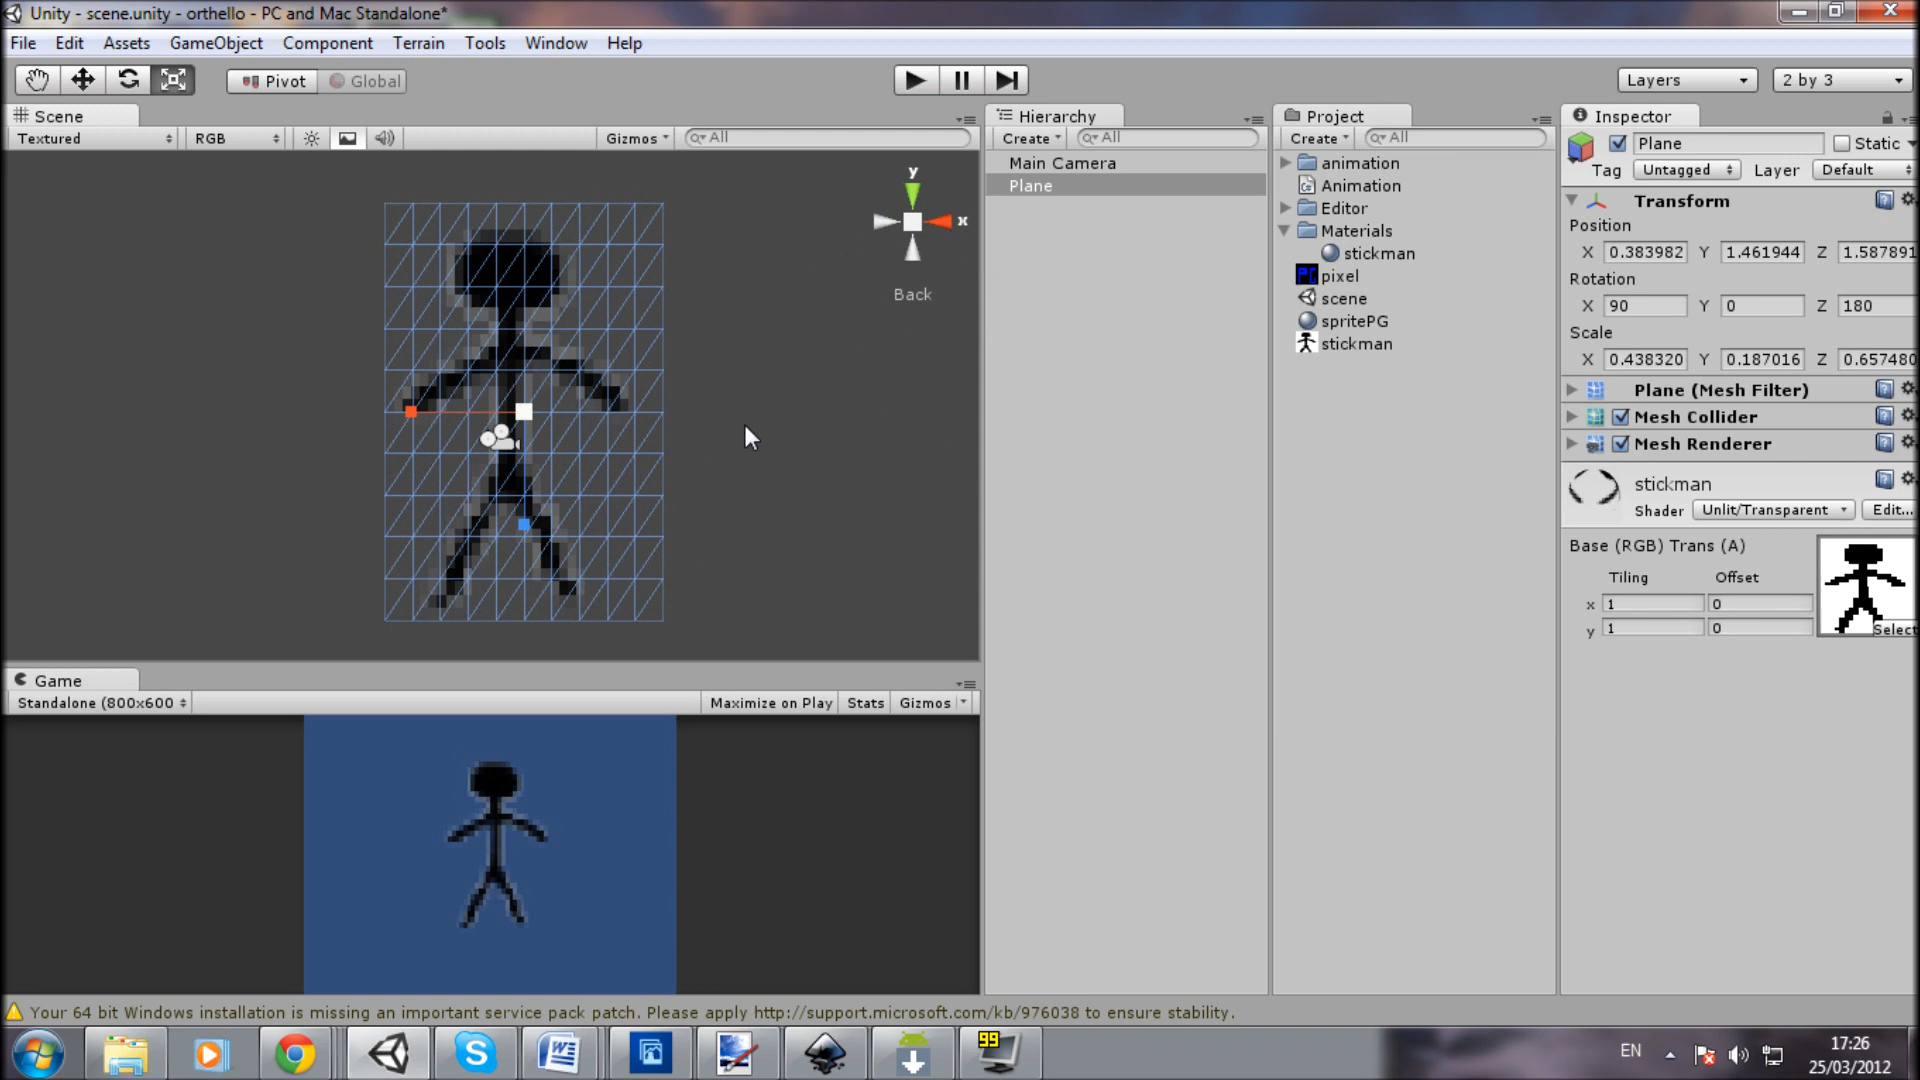 Unity - scene.unity - orthello - PC and Mac Standalone*
File Edit Assets GameObject Component Terrain Tools Window Help
Pivot Global Layers 2 by 3
Scene Hierarchy Project Inspector
Textured RGB Gizmos All Create All Create All
Plane Static
Tag Untagged Layer Default
Main Camera
Plane
animation
Animation
Editor
Materials
stickman
pixel
scene
spritePG
stickman
y
x
Back
Transform
Position
X 0.383982 Y 1.461944 Z 1.587891
Rotation
X 90 Y 0 Z 180
Scale
X 0.438320 Y 0.187016 Z 0.657480
Plane (Mesh Filter)
Mesh Collider
Mesh Renderer
stickman
Shader Unlit/Transparent Edit...
Base (RGB) Trans (A)
Tiling Offset
x 1 0
y 1 0
Select
Game
Standalone (800x600 Maximize on Play Stats Gizmos
Your 64 bit Windows installation is missing an important service pack patch. Please apply http://support.microsoft.com/kb/976038 to ensure stability.
99
EN
17:26
25/03/2012